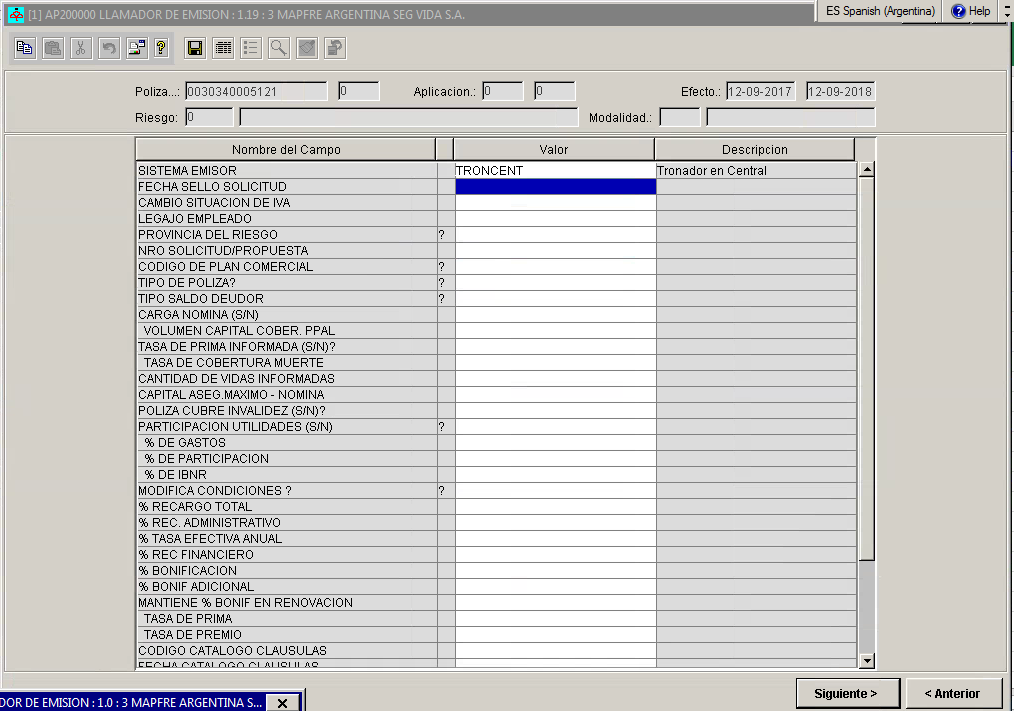 [1] AP200000 LLAMADOR DE EMISION : 1.19 : 3 MAPFRE ARGENTINA SEG VIDA S.A.
ES Spanish (Argentina) ? Help
Poliza...: 0030340005121 0 Aplicacion.: 0 0 Efecto.: 12-09-2017 12-09-2018
Riesgo: 0 Modalidad.:
Nombre del Campo Valor Descripcion
SISTEMA EMISOR TRONCENT Tronador en Central
FECHA SELLO SOLICITUD
CAMBIO SITUACION DE IVA
LEGAJO EMPLEADO
PROVINCIA DEL RIESGO ?
NRO SOLICITUD/PROPUESTA
CODIGO DE PLAN COMERCIAL ?
TIPO DE POLIZA? ?
TIPO SALDO DEUDOR ?
CARGA NOMINA (S/N)
VOLUMEN CAPITAL COBER. PPAL
TASA DE PRIMA INFORMADA (S/N)?
TASA DE COBERTURA MUERTE
CANTIDAD DE VIDAS INFORMADAS
CAPITAL ASEG.MAXIMO - NOMINA
POLIZA CUBRE INVALIDEZ (S/N)?
PARTICIPACION UTILIDADES (S/N) ?
% DE GASTOS
% DE PARTICIPACION
% DE IBNR
MODIFICA CONDICIONES ? ?
% RECARGO TOTAL
% REC. ADMINISTRATIVO
% TASA EFECTIVA ANUAL
% REC FINANCIERO
% BONIFICACION
% BONIF ADICIONAL
MANTIENE % BONIF EN RENOVACION
TASA DE PRIMA
TASA DE PREMIO
CODIGO CATALOGO CLAUSULAS
FECHA CATALOGO CLAUSULAS
Siguiente > < Anterior
DOR DE EMISION : 1.0 : 3 MAPFRE ARGENTINA S... X